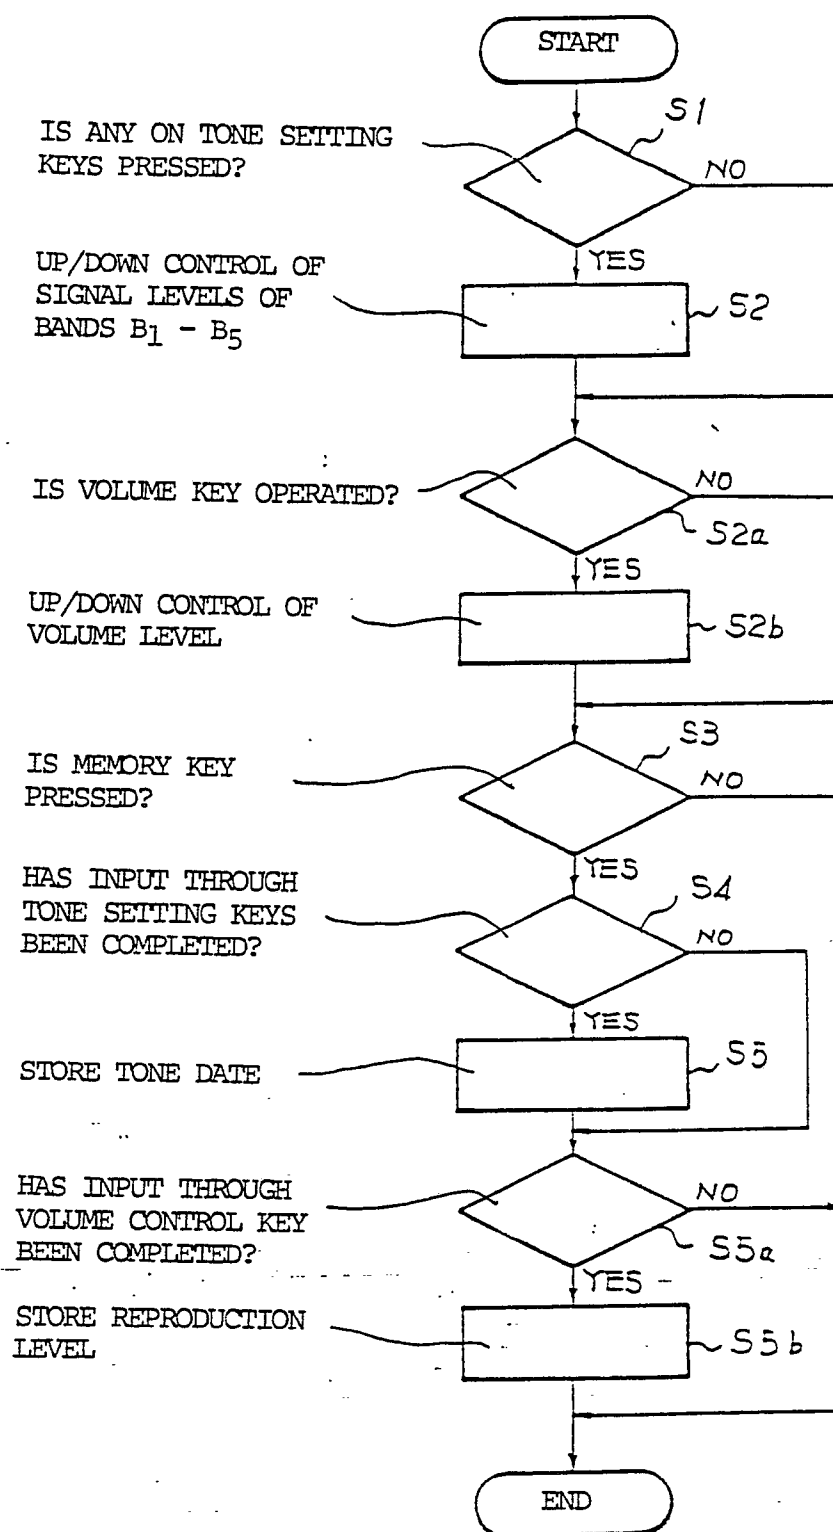 START
S1
IS ANY ON TONE SETTING
KEYS PRESSED?
NO
YES
UP/DOWN CONTROL OF
SIGNAL LEVELS OF
BANDS B1 - B5
S2
IS VOLUME KEY OPERATED?
NO
S2a
YES
UP/DOWN CONTROL OF
VOLUME LEVEL
S2b
S3
IS MEMORY KEY
PRESSED?
NO
YES
HAS INPUT THROUGH
TONE SETTING KEYS
BEEN COMPLETED?
S4
NO
YES
STORE TONE DATE
S5
HAS INPUT THROUGH
VOLUME CONTROL KEY
BEEN COMPLETED?
NO
S5a
YES
STORE REPRODUCTION
LEVEL
S5b
END